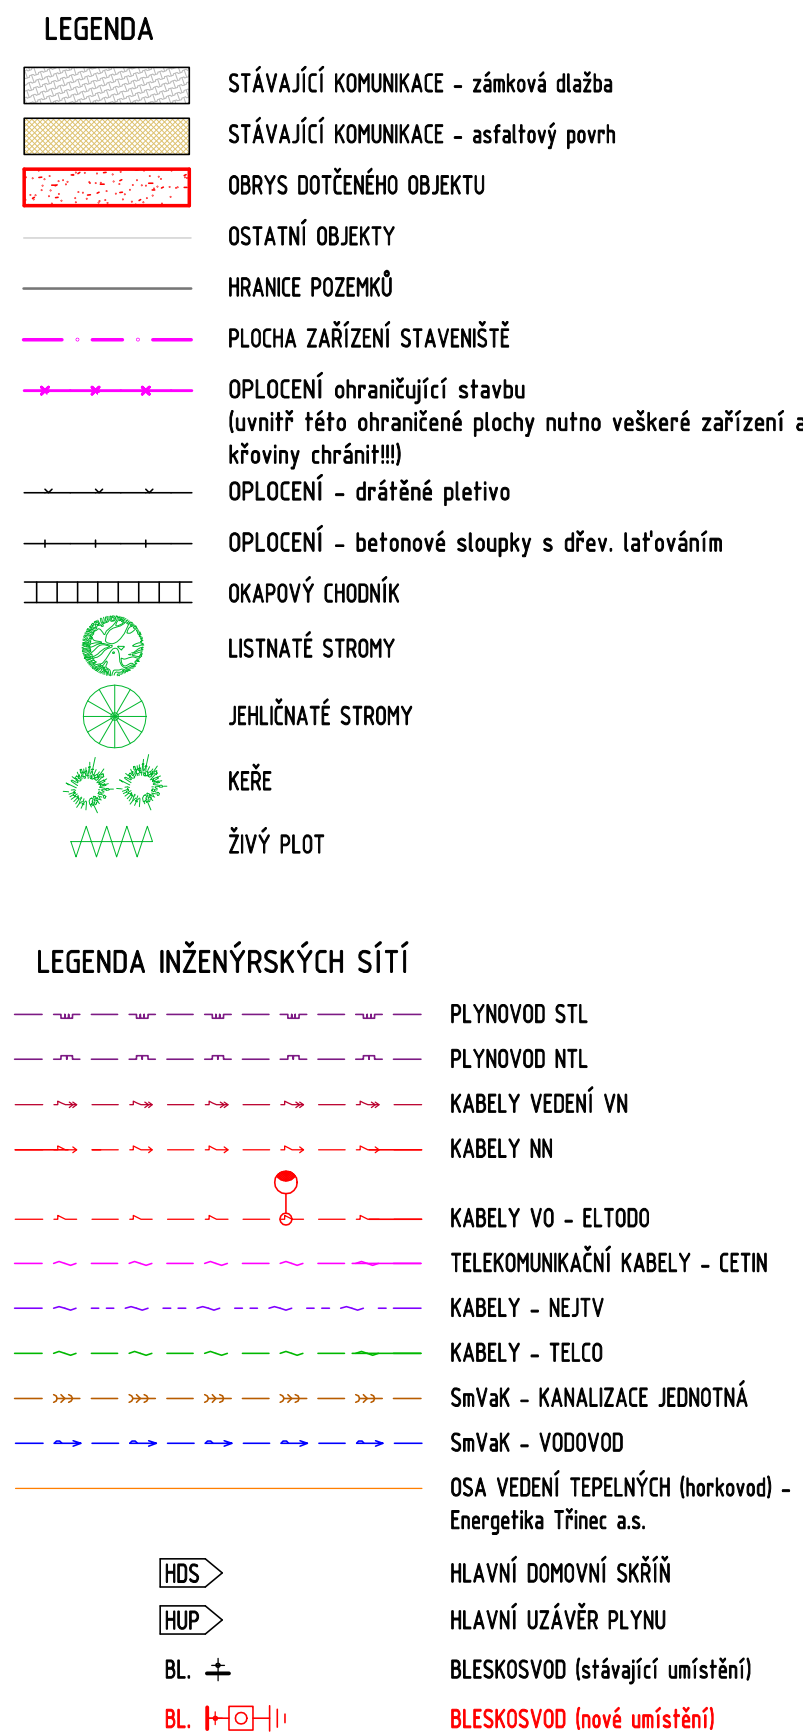 LEGENDA
STÁVAJÍCÍ KOMUNIKACE - zámková dlažba
STÁVAJÍCÍ KOMUNIKACE - asfaltový povrh
OBRYS DOTČENÉHO OBJEKTU
OSTATNÍ OBJEKTY
HRANICE POZEMKŮ
PLOCHA ZAŘÍZENÍ STAVENIŠTĚ
OPLOCENÍ ohraničující stavbu
(uvnitř této ohraničené plochy nutno veškeré zařízení a
křoviny chránit!!!)
OPLOCENÍ - drátěné pletivo
OPLOCENÍ - betonové sloupky s dřev. laťováním
OKAPOVÝ CHODNÍK
LISTNATÉ STROMY
JEHLIČNATÉ STROMY
KEŘE
ŽIVÝ PLOT
LEGENDA INŽENÝRSKÝCH SÍTÍ
PLYNOVOD STL
PLYNOVOD NTL
KABELY VEDENÍ VN
KABELY NN
KABELY VO - ELTODO
TELEKOMUNIKAČNÍ KABELY - CETIN
KABELY - NEJTV
KABELY - TELCO
SmVaK - KANALIZACE JEDNOTNÁ
SmVaK - VODOVOD
OSA VEDENÍ TEPELNÝCH (horkovod) -
Energetika Třinec a.s.
HDS HLAVNÍ DOMOVNÍ SKŘÍŇ
HUP HLAVNÍ UZÁVĚR PLYNU
BL. BLESKOSVOD (stávající umístění)
BL. BLESKOSVOD (nové umístění)